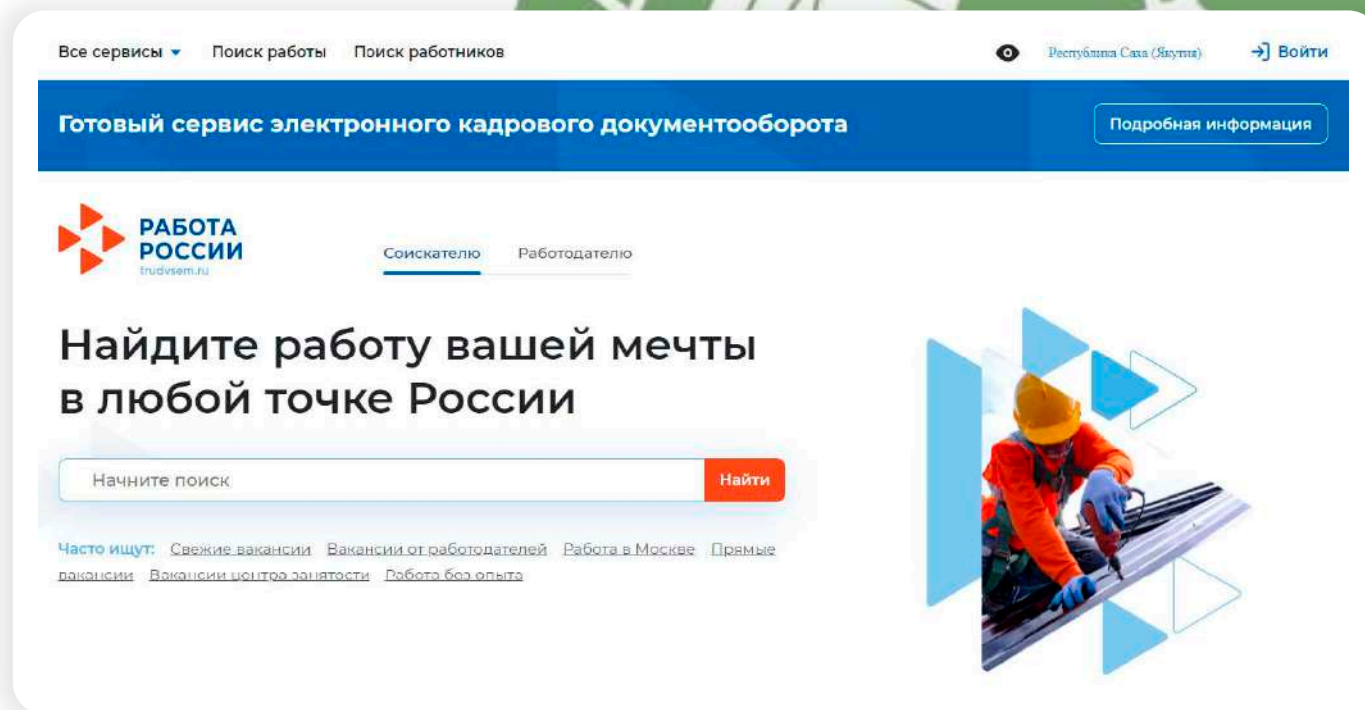 Все сервисы Поиск работы Поиск работников Республика Саха (Якутия) Войти
Готовый сервис электронного кадрового документооборота Подробная информация
РАБОТА
РОССИИ
trudvsem.ru
Соискателю Работодателю
Найдите работу вашей мечты
в любой точке России
Начните поиск Найти
Часто ищут: Свежие вакансии Вакансии от работодателей Работа в Москве Прямые
вакансии Вакансии центра занятости Работа без опыта